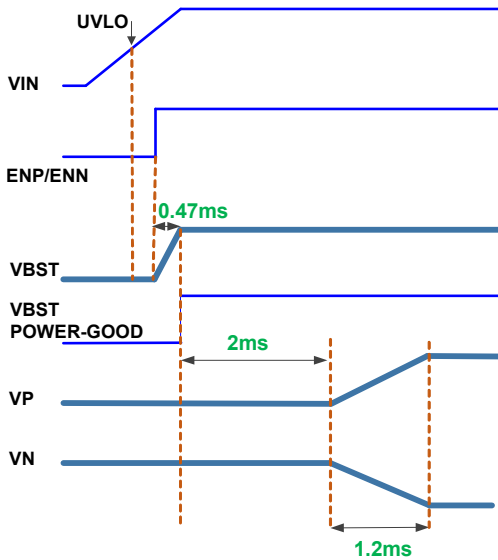 UVLO
VIN
ENP/ENN
0.47ms
VBST
VBST
POWER-GOOD
2ms
VP
VN
1.2ms